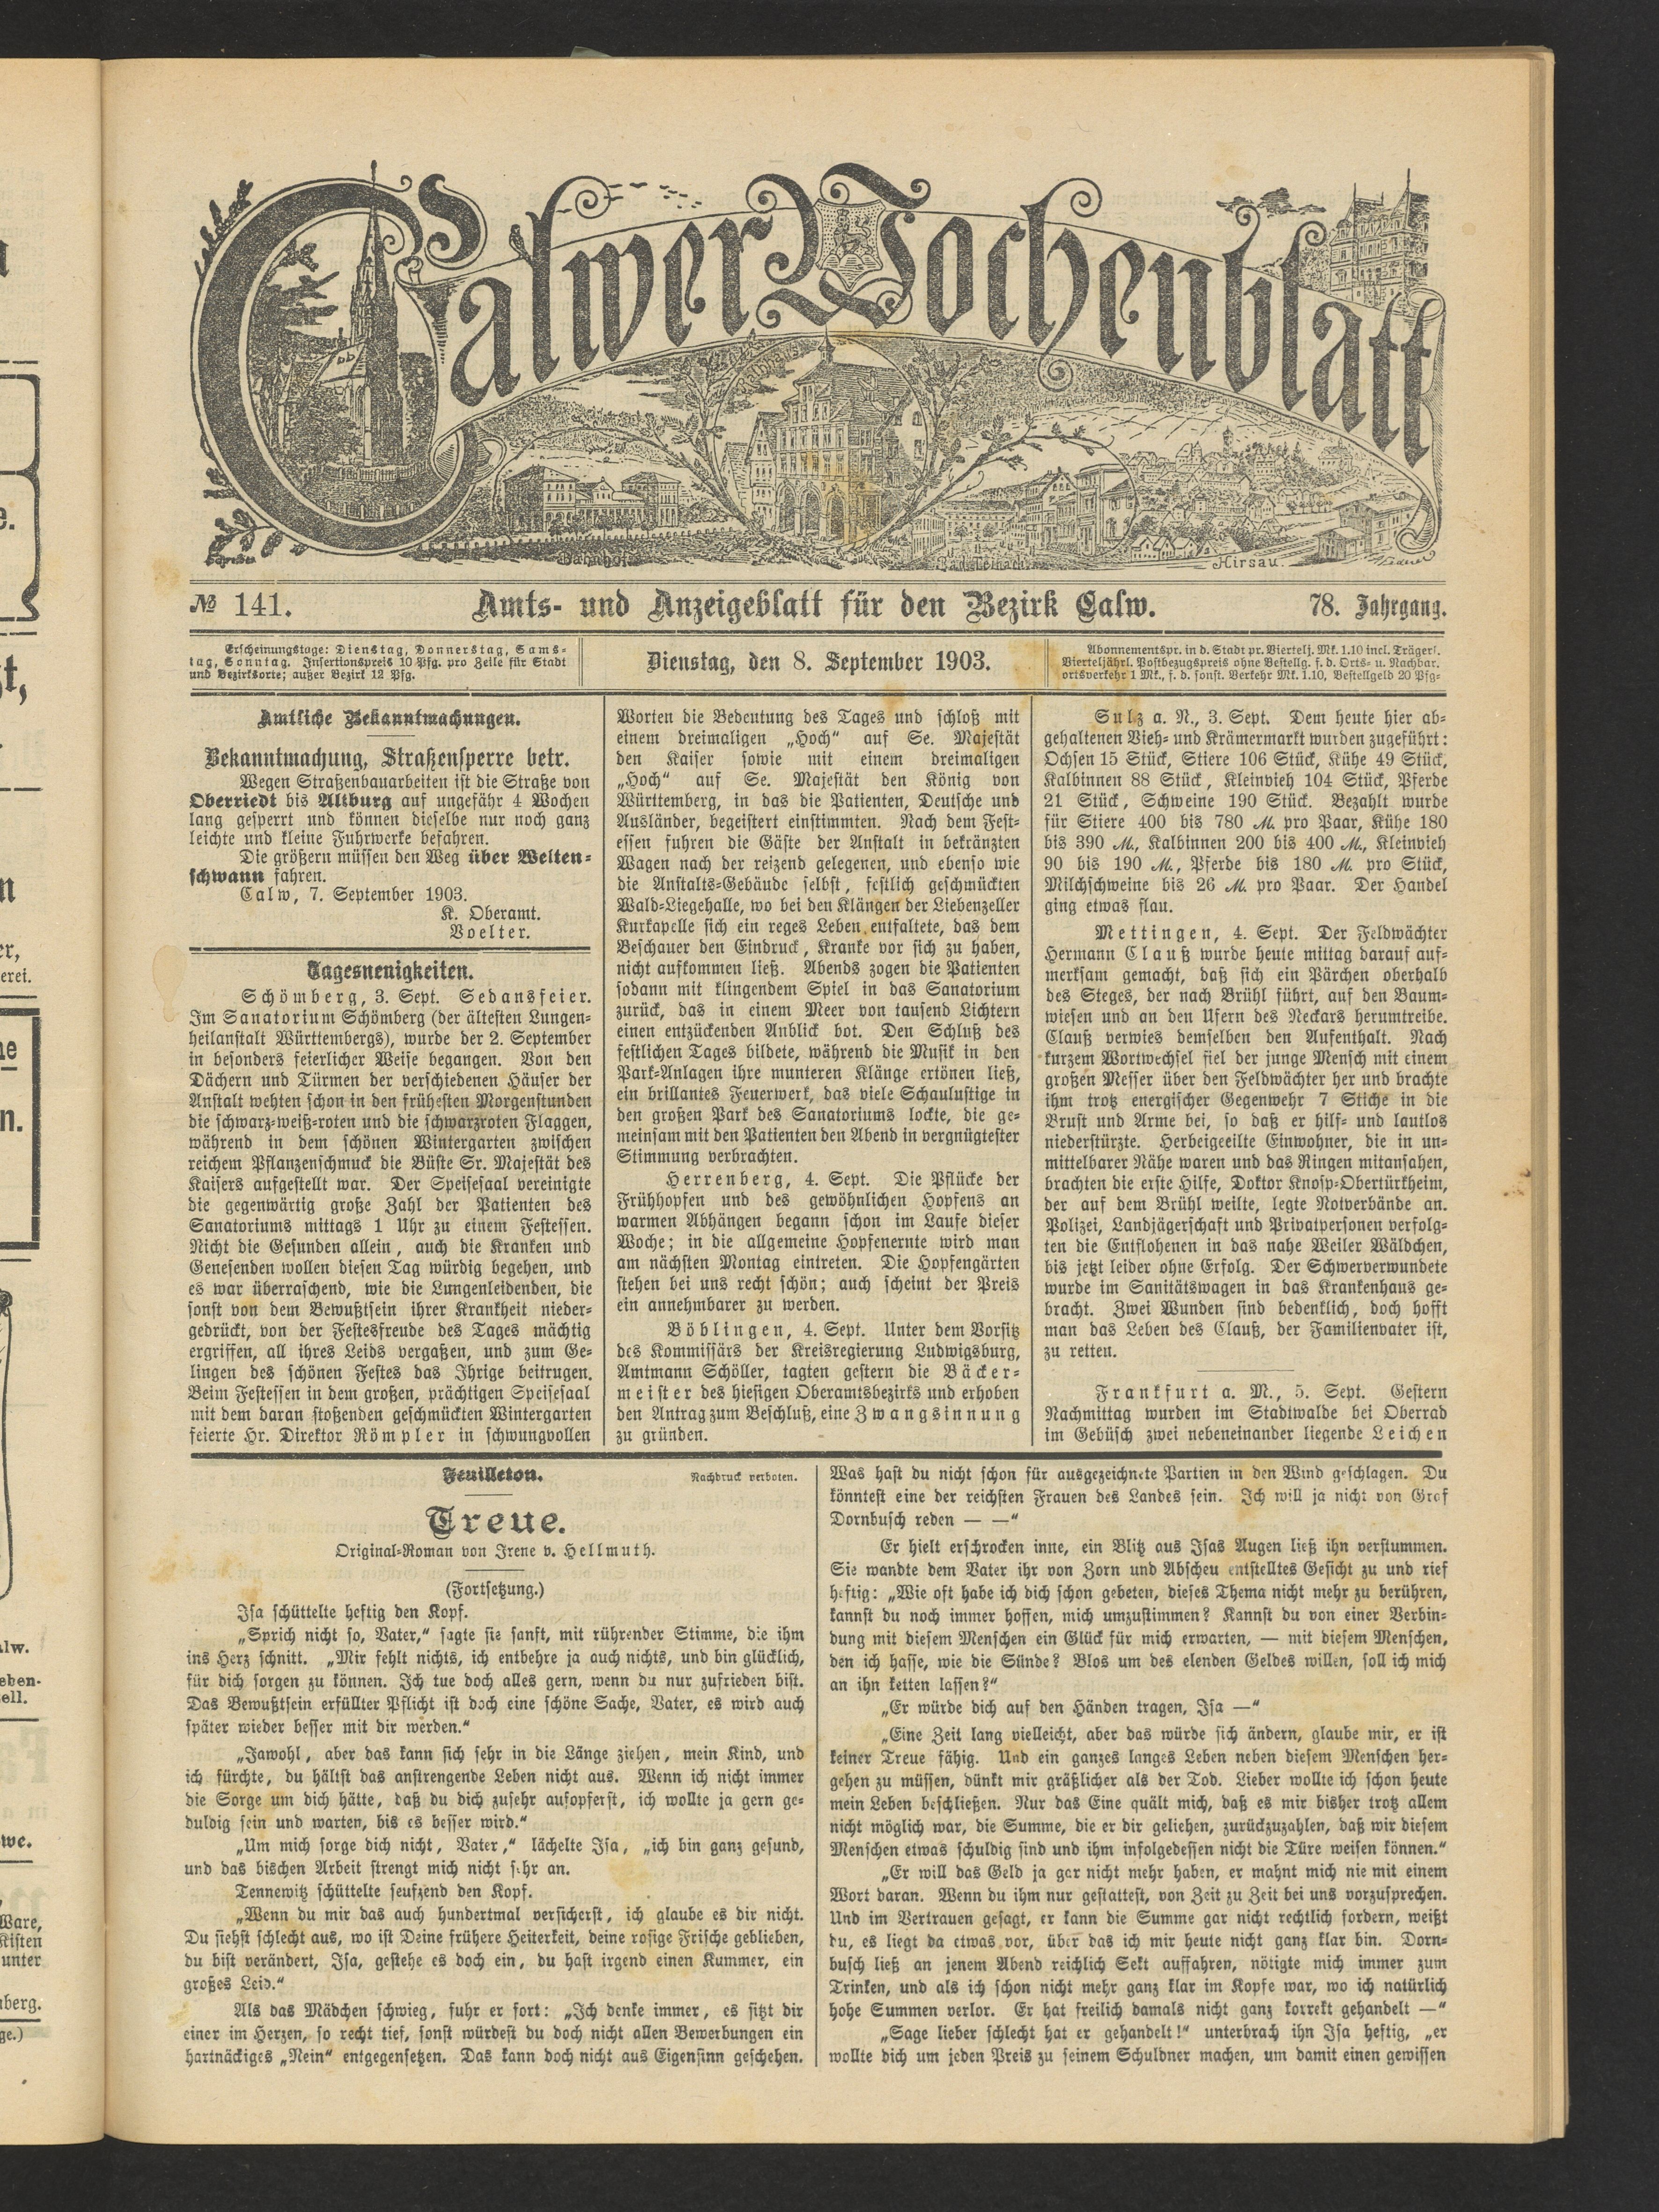 Calwer Wochenblatt
Rathaus
Bahnhof
Hirsau.
№ 141.
Amts- und Anzeigeblatt für den Bezirk Calw.
78. Jahrgang.
Erscheinungstage: Dienstag, Donnerstag, Sams-
tag, Sonntag. Insertionspreis 10 Pfg. pro Zeile für Stadt
und Bezirksorte; außer Bezirk 12 Pfg.
Dienstag, den 8. September 1903.
Abonnementspr. in d. Stadt pr. Viertelj. Mk. 1.10 incl. Trägerl.
Vierteljährl. Postbezugspreis ohne Bestellg. f. d. Orts- u. Nachbar-
ortsverkehr 1 Mk., f. d. sonst. Verkehr Mk. 1.10, Bestellgeld 20 Pfg.
Amtliche Bekanntmachungen.
Bekanntmachung, Straßensperre betr.
Wegen Straßenbauarbeiten ist die Straße von
Oberriedt bis Altburg auf ungefähr 4 Wochen
lang gesperrt und können dieselbe nur noch ganz
leichte und kleine Fuhrwerke befahren.
Die größern müssen den Weg über Welten-
schwann fahren.
Calw, 7. September 1903.
K. Oberamt.
Voelter.
Tagesneuigkeiten.
Schömberg, 3. Sept. Sedansfeier.
Im Sanatorium Schömberg (der ältesten Lungen-
heilanstalt Württembergs), wurde der 2. September
in besonders feierlicher Weise begangen. Von den
Dächern und Türmen der verschiedenen Häuser der
Anstalt wehten schon in den frühesten Morgenstunden
die schwarz-weiß-roten und die schwarzroten Flaggen,
während in dem schönen Wintergarten zwischen
reichem Pflanzenschmuck die Büste Sr. Majestät des
Kaisers aufgestellt war. Der Speisesaal vereinigte
die gegenwärtig große Zahl der Patienten des
Sanatoriums mittags 1 Uhr zu einem Festessen.
Nicht die Gesunden allein, auch die Kranken und
Genesenden wollen diesen Tag würdig begehen, und
es war überraschend, wie die Lungenleidenden, die
sonst von dem Bewußtsein ihrer Krankheit nieder-
gedrückt, von der Festesfreude des Tages mächtig
ergriffen, all ihres Leids vergaßen, und zum Ge-
lingen des schönen Festes das Ihrige beitrugen.
Beim Festessen in dem großen, prächtigen Speisesaal
mit dem daran stoßenden geschmückten Wintergarten
feierte Hr. Direktor Römpler in schwungvollen
Worten die Bedeutung des Tages und schloß mit
einem dreimaligen „Hoch“ auf Se. Majestät
den Kaiser sowie mit einem dreimaligen
„Hoch“ auf Se. Majestät den König von
Württemberg, in das die Patienten, Deutsche und
Ausländer, begeistert einstimmten. Nach dem Fest-
essen fuhren die Gäste der Anstalt in bekränzten
Wagen nach der reizend gelegenen, und ebenso wie
die Anstalts-Gebäude selbst, festlich geschmückten
Wald-Liegehalle, wo bei den Klängen der Liebenzeller
Kurkapelle sich ein reges Leben entfaltete, das dem
Beschauer den Eindruck, Kranke vor sich zu haben,
nicht aufkommen ließ. Abends zogen die Patienten
sodann mit klingendem Spiel in das Sanatorium
zurück, das in einem Meer von tausend Lichtern
einen entzückenden Anblick bot. Den Schluß des
festlichen Tages bildete, während die Musik in den
Park-Anlagen ihre munteren Klänge ertönen ließ,
ein brillantes Feuerwerk, das viele Schaulustige in
den großen Park des Sanatoriums lockte, die ge-
meinsam mit den Patienten den Abend in vergnügtester
Stimmung verbrachten.
Herrenberg, 4. Sept. Die Pflücke der
Frühhopfen und des gewöhnlichen Hopfens an
warmen Abhängen begann schon im Laufe dieser
Woche; in die allgemeine Hopfenernte wird man
am nächsten Montag eintreten. Die Hopfengärten
stehen bei uns recht schön; auch scheint der Preis
ein annehmbarer zu werden.
Böblingen, 4. Sept. Unter dem Vorsitz
des Kommissärs der Kreisregierung Ludwigsburg,
Amtmann Schöller, tagten gestern die Bäcker-
meister des hiesigen Oberamtsbezirks und erhoben
den Antrag zum Beschluß, eine Zwangsinnung
zu gründen.
Sulz a. N., 3. Sept. Dem heute hier ab-
gehaltenen Vieh- und Krämermarkt wurden zugeführt:
Ochsen 15 Stück, Stiere 106 Stück, Kühe 49 Stück,
Kalbinnen 88 Stück, Kleinvieh 104 Stück, Pferde
21 Stück, Schweine 190 Stück. Bezahlt wurde
für Stiere 400 bis 780 M. pro Paar, Kühe 180
bis 390 M., Kalbinnen 200 bis 400 M., Kleinvieh
90 bis 190 M., Pferde bis 180 M. pro Stück,
Milchschweine bis 26 M. pro Paar. Der Handel
ging etwas flau.
Mettingen, 4. Sept. Der Feldwächter
Hermann Clauß wurde heute mittag darauf auf-
merksam gemacht, daß sich ein Pärchen oberhalb
des Steges, der nach Brühl führt, auf den Baum-
wiesen und an den Ufern des Neckars herumtreibe.
Clauß verwies demselben den Aufenthalt. Nach
kurzem Wortwechsel fiel der junge Mensch mit einem
großen Messer über den Feldwächter her und brachte
ihm trotz energischer Gegenwehr 7 Stiche in die
Brust und Arme bei, so daß er hilf- und lautlos
niederstürzte. Herbeigeeilte Einwohner, die in un-
mittelbarer Nähe waren und das Ringen mitansahen,
brachten die erste Hilfe, Doktor Knosp-Obertürkheim,
der auf dem Brühl weilte, legte Notverbände an.
Polizei, Landjägerschaft und Privatpersonen verfolg-
ten die Entflohenen in das nahe Weiler Wäldchen,
bis jetzt leider ohne Erfolg. Der Schwerverwundete
wurde im Sanitätswagen in das Krankenhaus ge-
bracht. Zwei Wunden sind bedenklich, doch hofft
man das Leben des Clauß, der Familienvater ist,
zu retten.
Frankfurt a. M., 5. Sept. Gestern
Nachmittag wurden im Stadtwalde bei Oberrad
im Gebüsch zwei nebeneinander liegende Leichen
Feuilleton.
Nachdruck verboten.
Treue.
Original-Roman von Irene v. Hellmuth.
(Fortsetzung.)
Isa schüttelte heftig den Kopf.
„Sprich nicht so, Vater,“ sagte sie sanft, mit rührender Stimme, die ihm
ins Herz schnitt. „Mir fehlt nichts, ich entbehre ja auch nichts, und bin glücklich,
für dich sorgen zu können. Ich tue doch alles gern, wenn du nur zufrieden bist.
Das Bewußtsein erfüllter Pflicht ist doch eine schöne Sache, Vater, es wird auch
später wieder besser mit dir werden.“
„Jawohl, aber das kann sich sehr in die Länge ziehen, mein Kind, und
ich fürchte, du hältst das anstrengende Leben nicht aus. Wenn ich nicht immer
die Sorge um dich hätte, daß du dich zusehr aufopferst, ich wollte ja gern ge-
duldig sein und warten, bis es besser wird.“
„Um mich sorge dich nicht, Vater,“ lächelte Isa, „ich bin ganz gesund,
und das bischen Arbeit strengt mich nicht sehr an.
Tennewitz schüttelte seufzend den Kopf.
„Wenn du mir das auch hundertmal versicherst, ich glaube es dir nicht.
Du siehst schlecht aus, wo ist Deine frühere Heiterkeit, deine rosige Frische geblieben,
du bist verändert, Isa, gestehe es doch ein, du hast irgend einen Kummer, ein
großes Leid.“
Als das Mädchen schwieg, fuhr er fort: „Ich denke immer, es sitzt dir
einer im Herzen, so recht tief, sonst würdest du doch nicht allen Bewerbungen ein
hartnäckiges „Nein“ entgegensetzen. Das kann doch nicht aus Eigensinn geschehen.
Was hast du nicht schon für ausgezeichnete Partien in den Wind geschlagen. Du
könntest eine der reichsten Frauen des Landes sein. Ich will ja nicht von Graf
Dornbusch reden — —“
Er hielt erschrocken inne, ein Blitz aus Isas Augen ließ ihn verstummen.
Sie wandte dem Vater ihr von Zorn und Abscheu entstelltes Gesicht zu und rief
heftig: „Wie oft habe ich dich schon gebeten, dieses Thema nicht mehr zu berühren,
kannst du noch immer hoffen, mich umzustimmen? Kannst du von einer Verbin-
dung mit diesem Menschen ein Glück für mich erwarten, — mit diesem Menschen,
den ich hasse, wie die Sünde? Blos um des elenden Geldes willen, soll ich mich
an ihn ketten lassen?“
„Er würde dich auf den Händen tragen, Isa —“
„Eine Zeit lang vielleicht, aber das würde sich ändern, glaube mir, er ist
keiner Treue fähig. Und ein ganzes langes Leben neben diesem Menschen her-
gehen zu müssen, dünkt mir gräßlicher als der Tod. Lieber wollte ich schon heute
mein Leben beschließen. Nur das Eine quält mich, daß es mir bisher trotz allem
nicht möglich war, die Summe, die er dir geliehen, zurückzuzahlen, daß wir diesem
Menschen etwas schuldig sind und ihm infolgedessen nicht die Türe weisen können.“
„Er will das Geld ja gar nicht mehr haben, er mahnt mich nie mit einem
Wort daran. Wenn du ihm nur gestattest, von Zeit zu Zeit bei uns vorzusprechen.
Und im Vertrauen gesagt, er kann die Summe gar nicht rechtlich fordern, weißt
du, es liegt da etwas vor, über das ich mir heute nicht ganz klar bin. Dorn-
busch ließ an jenem Abend reichlich Sekt auffahren, nötigte mich immer zum
Trinken, und als ich schon nicht mehr ganz klar im Kopfe war, wo ich natürlich
hohe Summen verlor. Er hat freilich damals nicht ganz korrekt gehandelt —“
„Sage lieber schlecht hat er gehandelt!“ unterbrach ihn Isa heftig, „er
wollte dich um jeden Preis zu seinem Schuldner machen, um damit einen gewissen